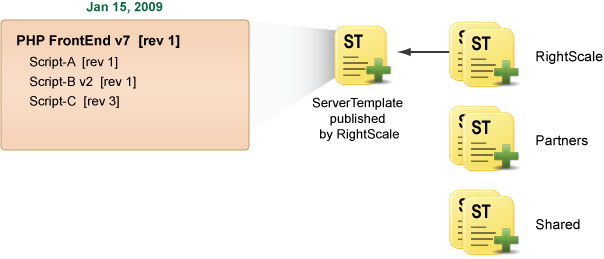 Jan 15, 2009
PHP FrontEnd v7 [rev 1]
Script-A [rev 1]
Script-B v2 [rev 1]
Script-C [rev 3]
ST
ServerTemplate
published
by RightScale
ST
RightScale
ST
Partners
ST
Shared